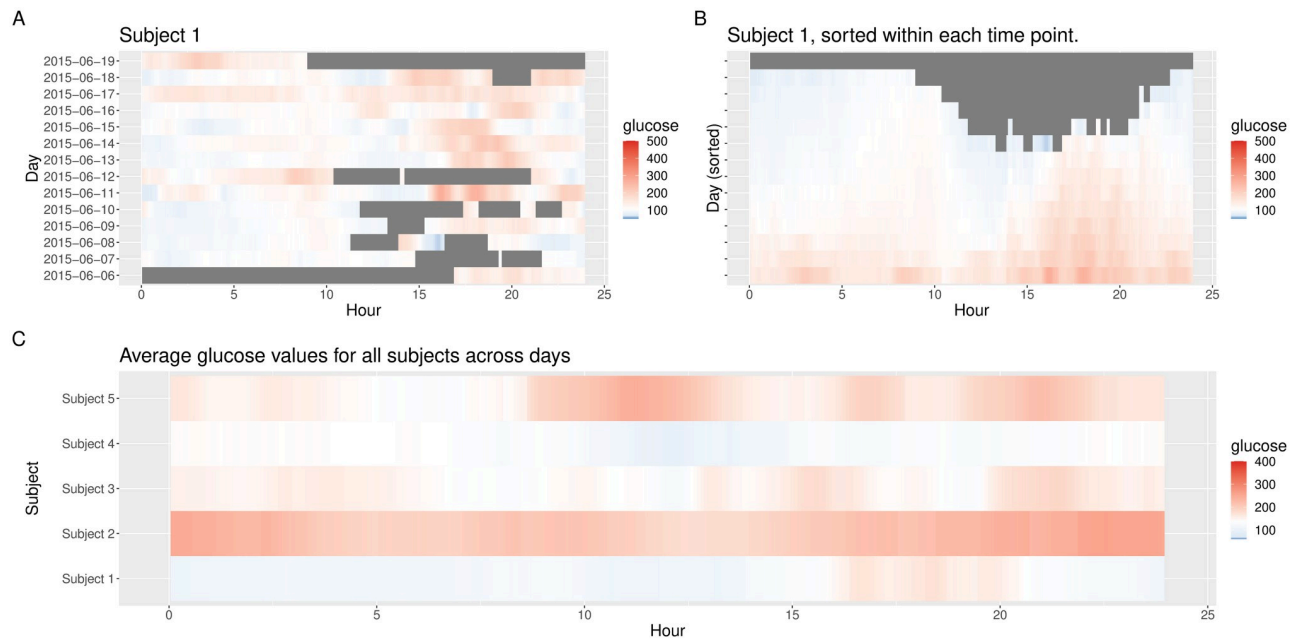 A
Subject 1
Day
2015−06−19
2015−06−18
2015−06−17
2015−06−16
2015−06−15
2015−06−14
2015−06−13
2015−06−12
2015−06−11
2015−06−10
2015−06−09
2015−06−08
2015−06−07
2015−06−06
0 5 10 15 20 25
Hour
glucose
500
400
300
200
100
B
Subject 1, sorted within each time point.
Day (sorted)
0 5 10 15 20 25
Hour
glucose
500
400
300
200
100
C
Average glucose values for all subjects across days
Subject
Subject 5
Subject 4
Subject 3
Subject 2
Subject 1
0 5 10 15 20 25
Hour
glucose
400
300
200
100